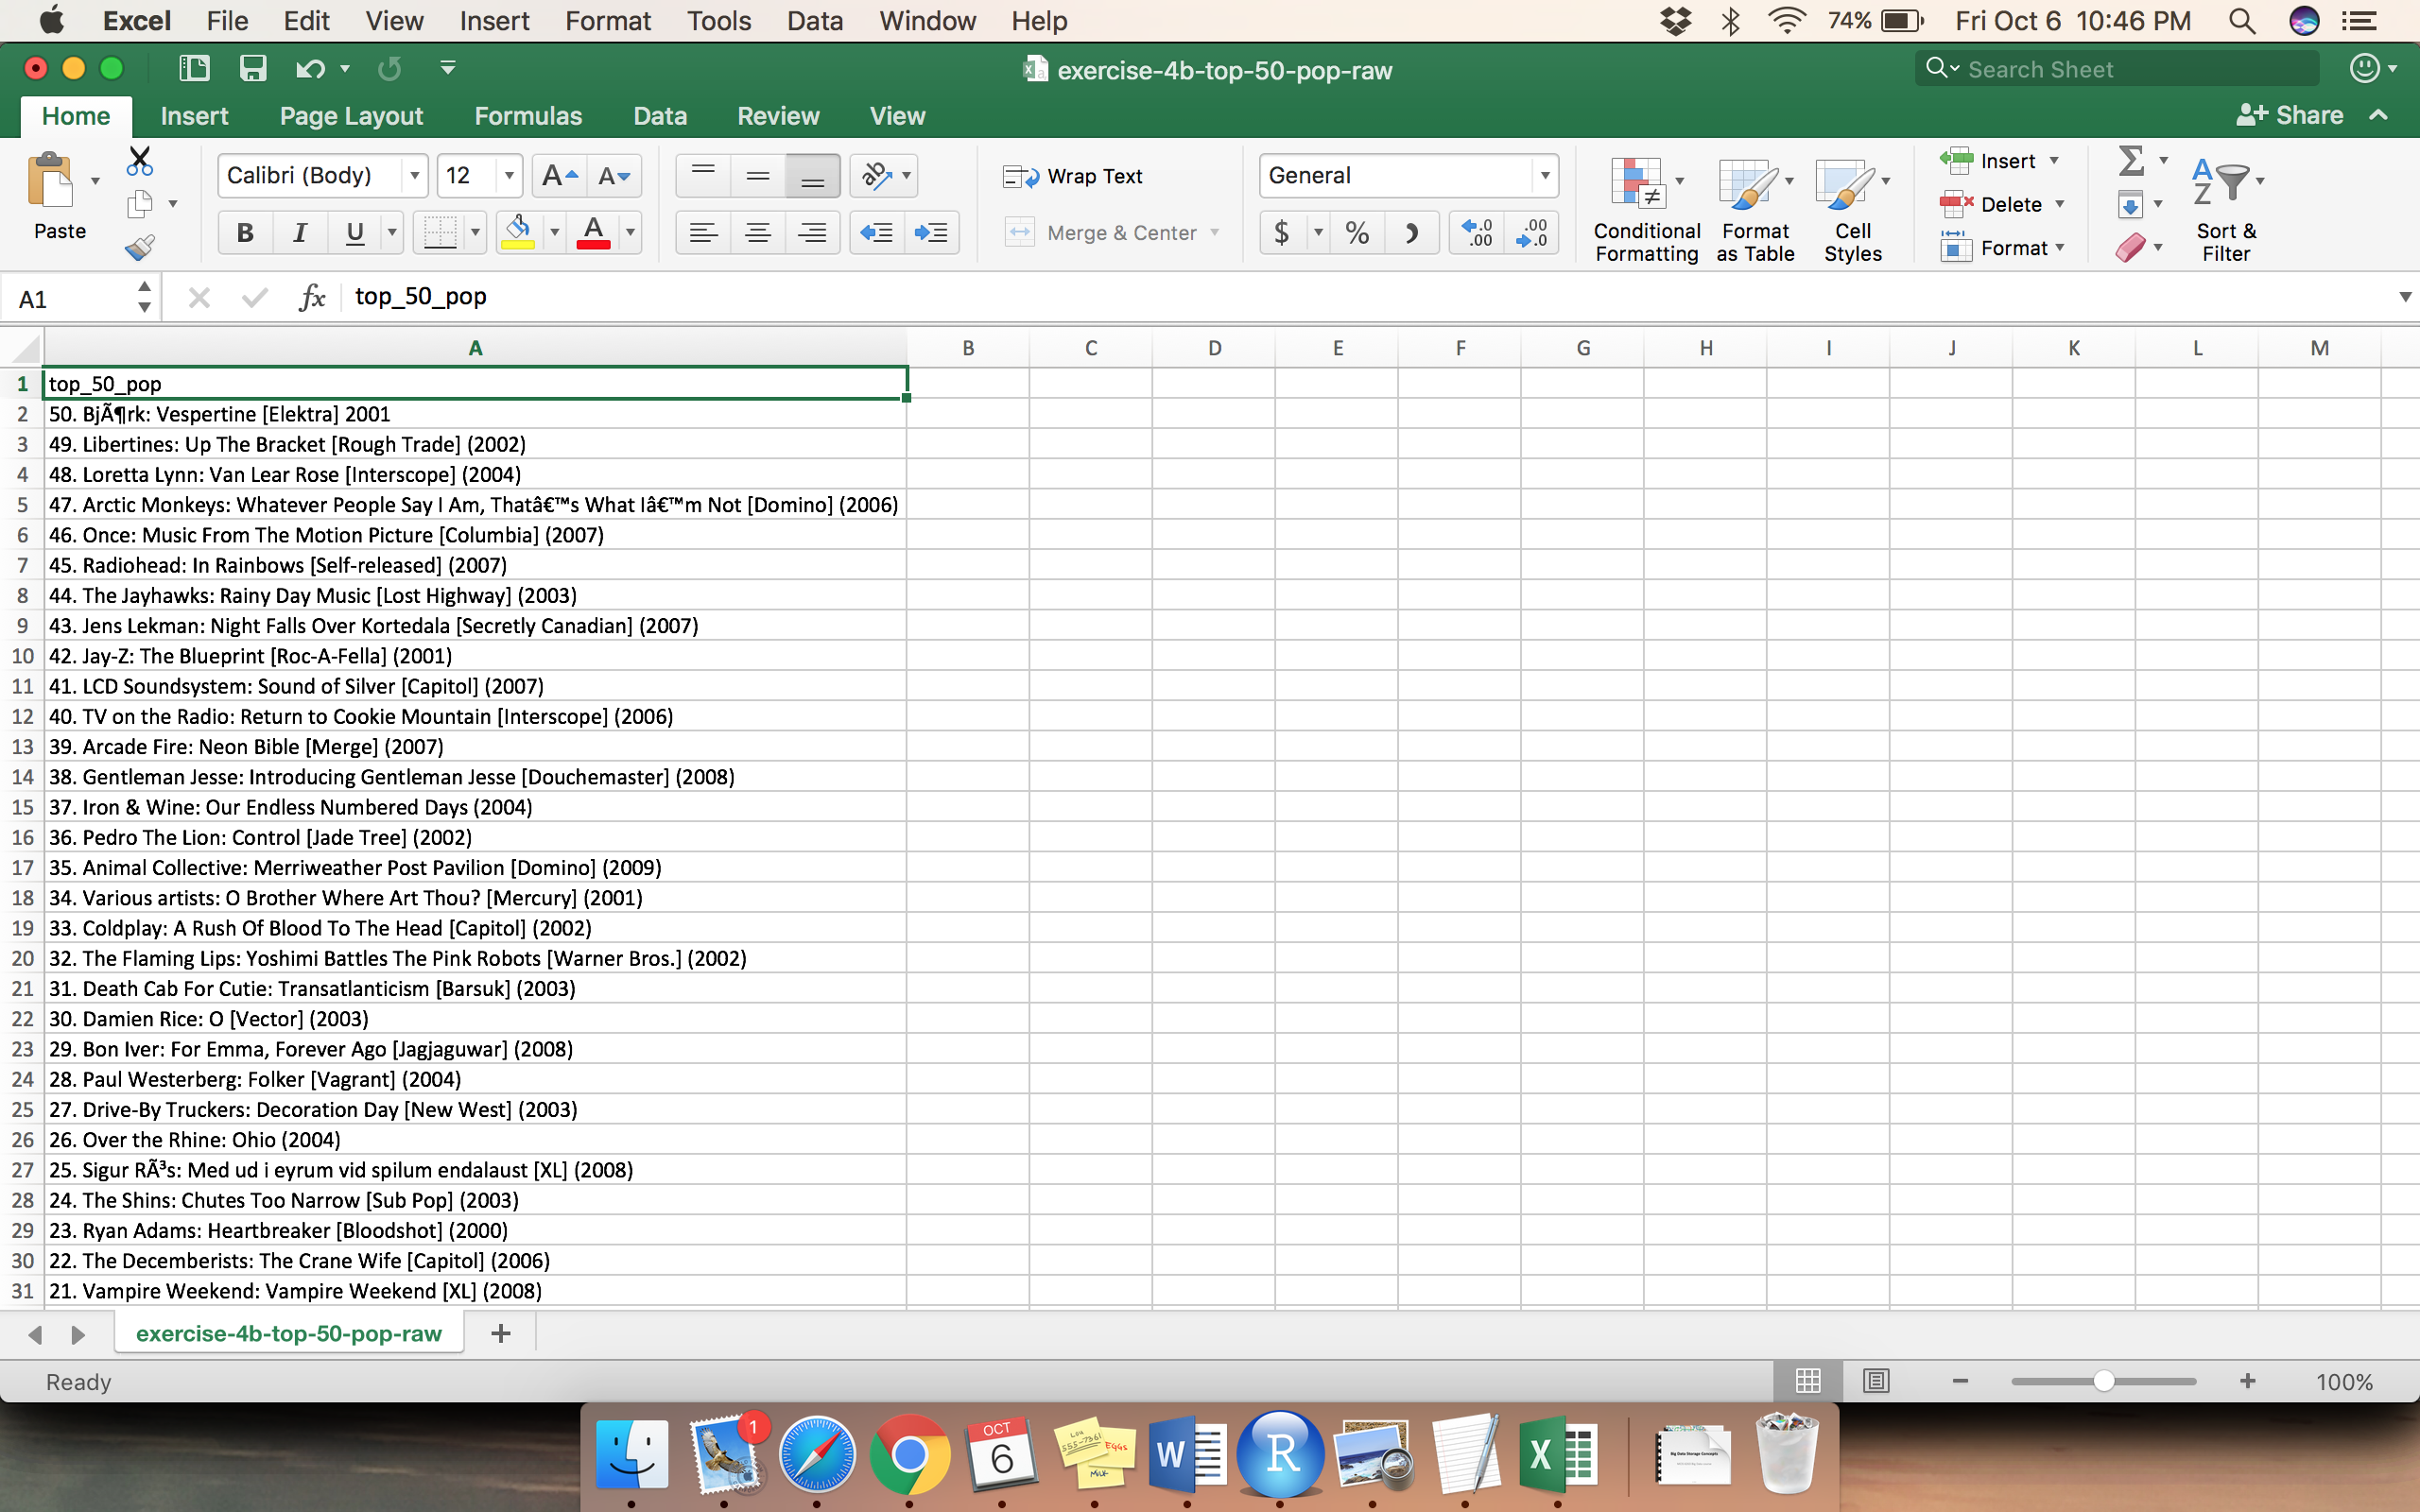 Excel File Edit View Insert Format Tools Data Window Help 74% Fri Oct 6 10:46 PM
exercise-4b-top-50-pop-raw Search Sheet
Home Insert Page Layout Formulas Data Review View Share
Paste Calibri (Body) 12 A A Wrap Text General Conditional Formatting Format as Table Cell Styles Insert Σ A Z Sort & Filter
B I U A Merge & Center $ % .0 .00 .00 .0 Delete
Format
A1 fx top_50_pop
A B C D E F G H I J K L M
1 top_50_pop
2 50. BjÃ¶rk: Vespertine [Elektra] 2001
3 49. Libertines: Up The Bracket [Rough Trade] (2002)
4 48. Loretta Lynn: Van Lear Rose [Interscope] (2004)
5 47. Arctic Monkeys: Whatever People Say I Am, Thatâ€™s What Iâ€™m Not [Domino] (2006)
6 46. Once: Music From The Motion Picture [Columbia] (2007)
7 45. Radiohead: In Rainbows [Self-released] (2007)
8 44. The Jayhawks: Rainy Day Music [Lost Highway] (2003)
9 43. Jens Lekman: Night Falls Over Kortedala [Secretly Canadian] (2007)
10 42. Jay-Z: The Blueprint [Roc-A-Fella] (2001)
11 41. LCD Soundsystem: Sound of Silver [Capitol] (2007)
12 40. TV on the Radio: Return to Cookie Mountain [Interscope] (2006)
13 39. Arcade Fire: Neon Bible [Merge] (2007)
14 38. Gentleman Jesse: Introducing Gentleman Jesse [Douchemaster] (2008)
15 37. Iron & Wine: Our Endless Numbered Days (2004)
16 36. Pedro The Lion: Control [Jade Tree] (2002)
17 35. Animal Collective: Merriweather Post Pavilion [Domino] (2009)
18 34. Various artists: O Brother Where Art Thou? [Mercury] (2001)
19 33. Coldplay: A Rush Of Blood To The Head [Capitol] (2002)
20 32. The Flaming Lips: Yoshimi Battles The Pink Robots [Warner Bros.] (2002)
21 31. Death Cab For Cutie: Transatlanticism [Barsuk] (2003)
22 30. Damien Rice: O [Vector] (2003)
23 29. Bon Iver: For Emma, Forever Ago [Jagjaguwar] (2008)
24 28. Paul Westerberg: Folker [Vagrant] (2004)
25 27. Drive-By Truckers: Decoration Day [New West] (2003)
26 26. Over the Rhine: Ohio (2004)
27 25. Sigur RÃ³s: Med ud i eyrum vid spilum endalaust [XL] (2008)
28 24. The Shins: Chutes Too Narrow [Sub Pop] (2003)
29 23. Ryan Adams: Heartbreaker [Bloodshot] (2000)
30 22. The Decemberists: The Crane Wife [Capitol] (2006)
31 21. Vampire Weekend: Vampire Weekend [XL] (2008)
exercise-4b-top-50-pop-raw +
Ready 100%
1 OCT 6 555-7361 EGGS MILK W R X Big Data Storage Concepts